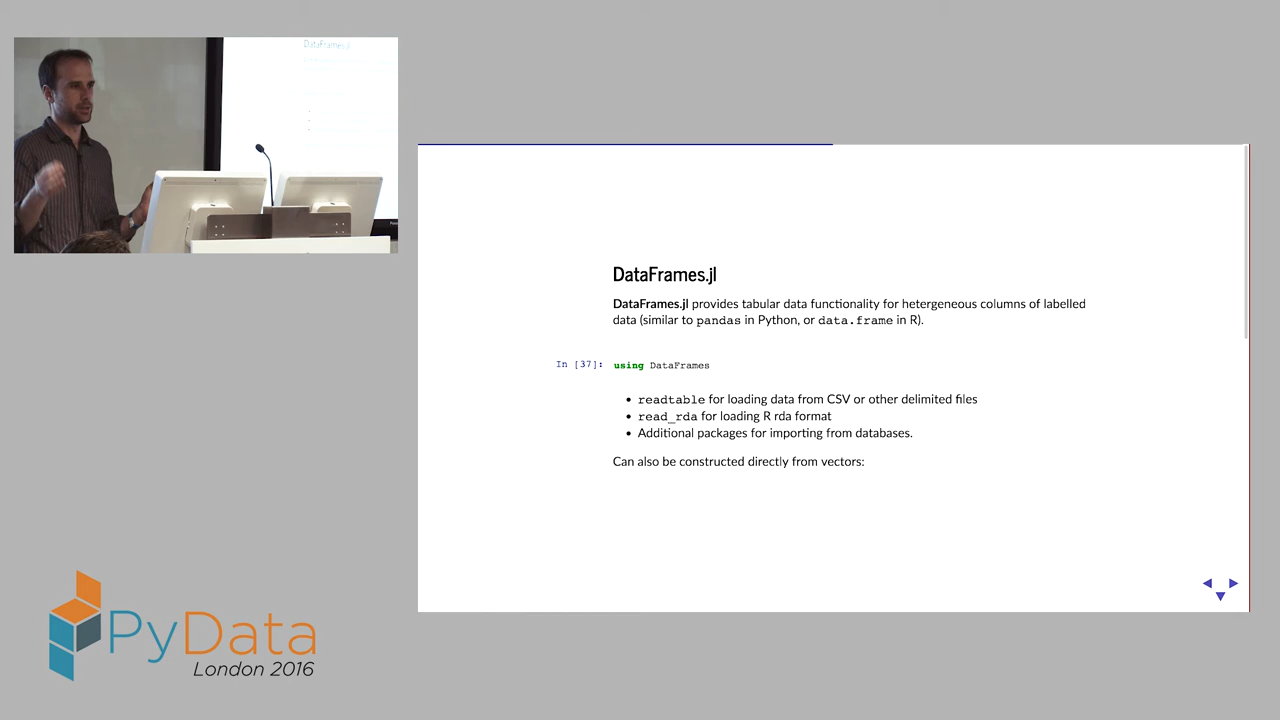 DataFrames.jl
DataFrames.jl
DataFrames.jl provides tabular data functionality for hetergeneous columns of labelled
data (similar to pandas in Python, or data.frame in R).
In [37]: using DataFrames
• readtable for loading data from CSV or other delimited files
• read_rda for loading R rda format
• Additional packages for importing from databases.
Can also be constructed directly from vectors:
PyData
London 2016